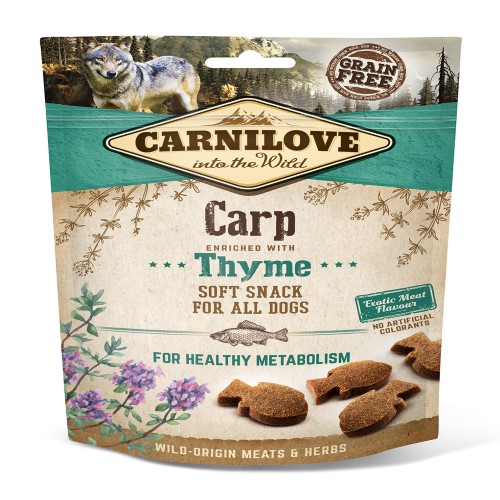 GRAIN
FREE
CARNILOVE
into the Wild
Carp
ENRICHED WITH
Thyme
SOFT SNACK
FOR ALL DOGS
Exotic Meat
Flavour
NO ARTIFICIAL
COLORANTS
FOR HEALTHY METABOLISM
WILD-ORIGIN MEATS & HERBS